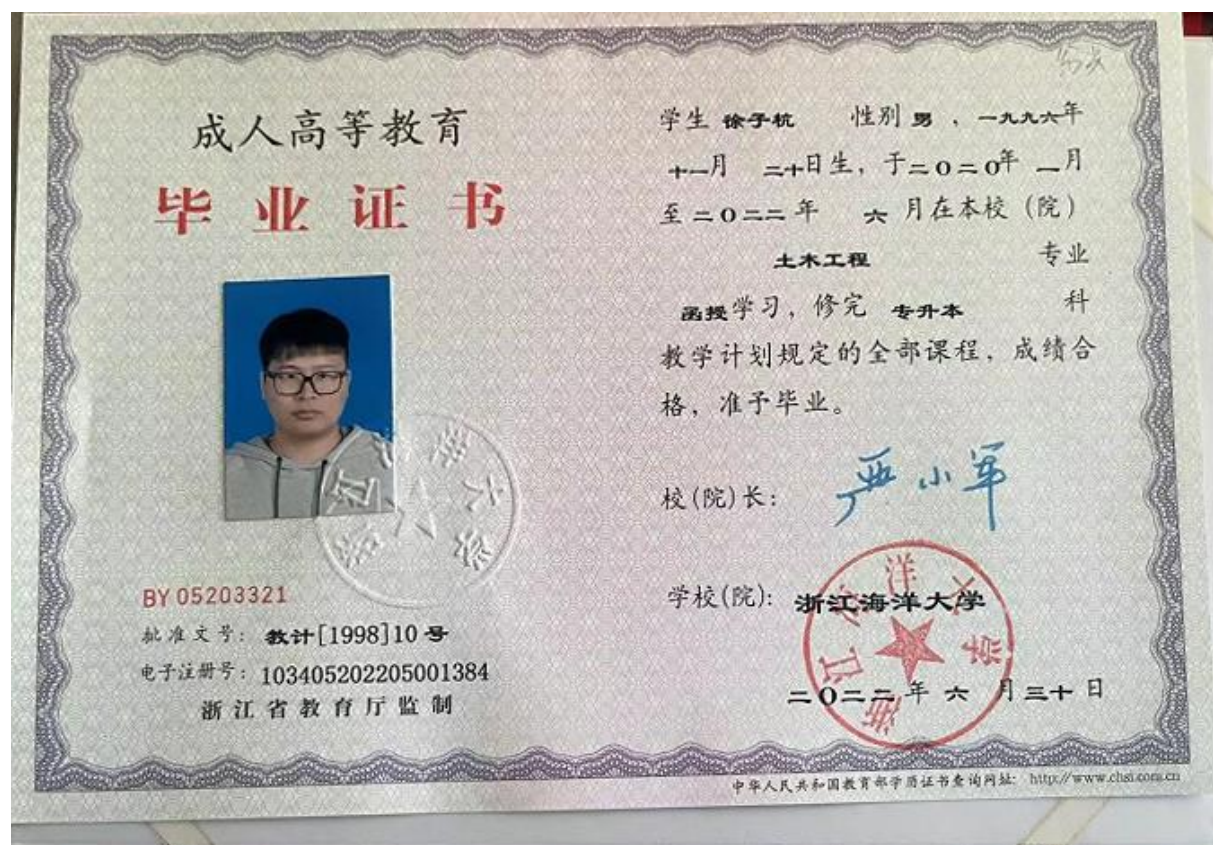 成人高等教育
毕业证书
BY 05203321
批准文号：教计[1998]10号
电子注册号：103405202205001384
浙江省教育厅监制
学生 徐子杭 性别 男 ，一九九六年
十一月 二十日生，于二0二0年 一月
至 二0二二 年 六 月在本校（院）
土木工程 专业
函授学习，修完 专升本 科
教学计划规定的全部课程，成绩合
格，准予毕业。
校(院)长： 严小军
学校(院)： 浙江海洋大学
二0二二 年 六 月三十 日
浙江海洋大学
中华人民共和国教育部学历证书查询网址： http://www.chsi.com.cn